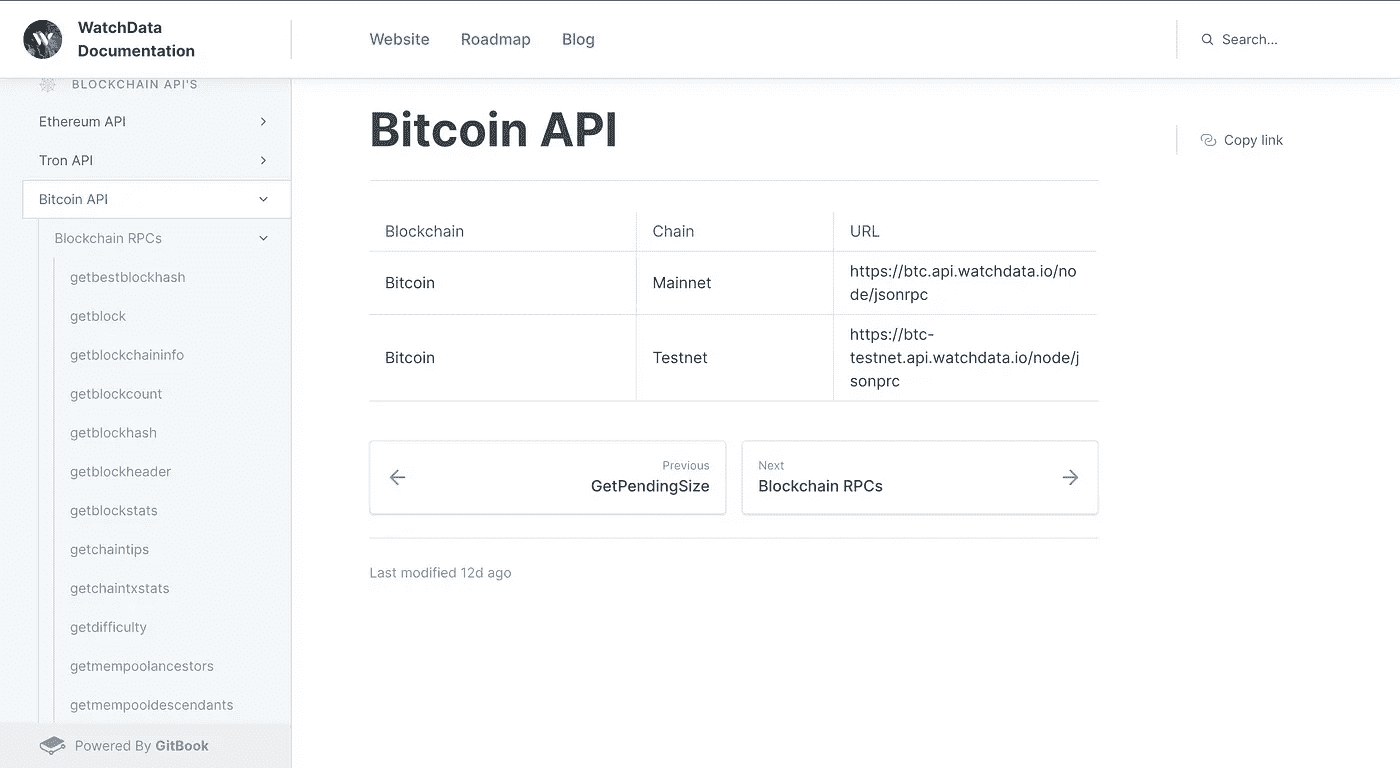 WatchData
Documentation
Website
Roadmap
Blog
Search...
BLOCKCHAIN API'S
Ethereum API
Tron API
Bitcoin API
Blockchain RPCs
getbestblockhash
getblock
getblockchaininfo
getblockcount
getblockhash
getblockheader
getblockstats
getchaintips
getchaintxstats
getdifficulty
getmempoolancestors
getmempooldescendants
Powered By GitBook
Bitcoin API
Copy link
Blockchain
Chain
URL
Bitcoin
Mainnet
https://btc.api.watchdata.io/no
de/jsonrpc
Bitcoin
Testnet
https://btc-
testnet.api.watchdata.io/node/j
sonprc
Previous
GetPendingSize
Next
Blockchain RPCs
Last modified 12d ago